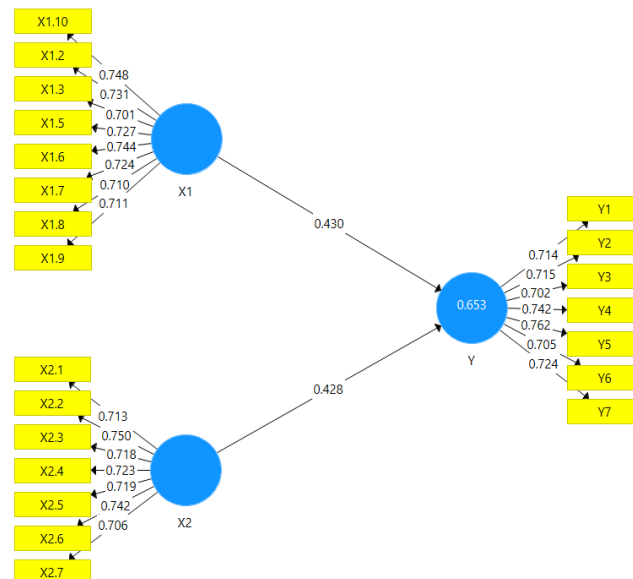 X1.10
X1.2
X1.3
X1.5
X1.6
X1.7
X1.8
X1.9
0.748
0.731
0.701
0.727
0.744
0.724
0.710
0.711
X1
0.430
X2.1
X2.2
X2.3
X2.4
X2.5
X2.6
X2.7
0.713
0.750
0.718
0.723
0.719
0.742
0.706
X2
0.428
0.653
Y
0.714
0.715
0.702
0.742
0.762
0.705
0.724
Y1
Y2
Y3
Y4
Y5
Y6
Y7